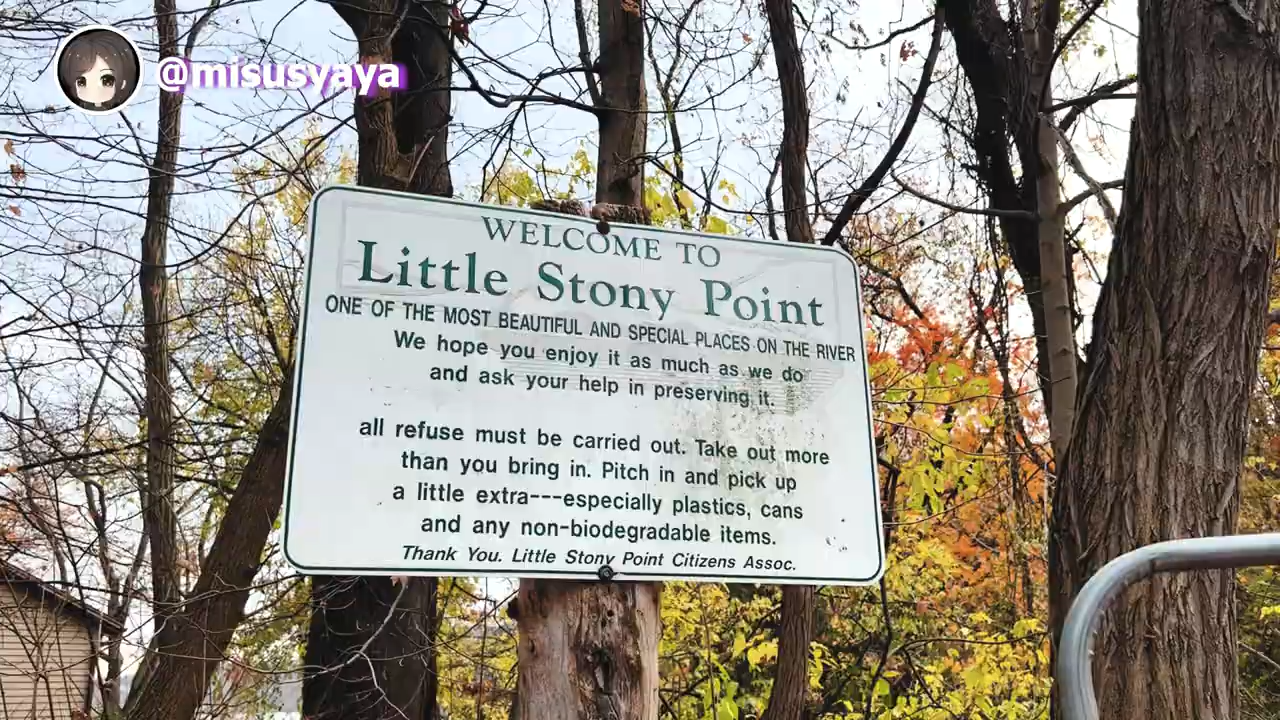 @misusyaya
WELCOME TO
Little Stony Point
ONE OF THE MOST BEAUTIFUL AND SPECIAL PLACES ON THE RIVER
We hope you enjoy it as much as we do
and ask your help in preserving it.
all refuse must be carried out. Take out more
than you bring in. Pitch in and pick up
a little extra---especially plastics, cans
and any non-biodegradable items.
Thank You. Little Stony Point Citizens Assoc.